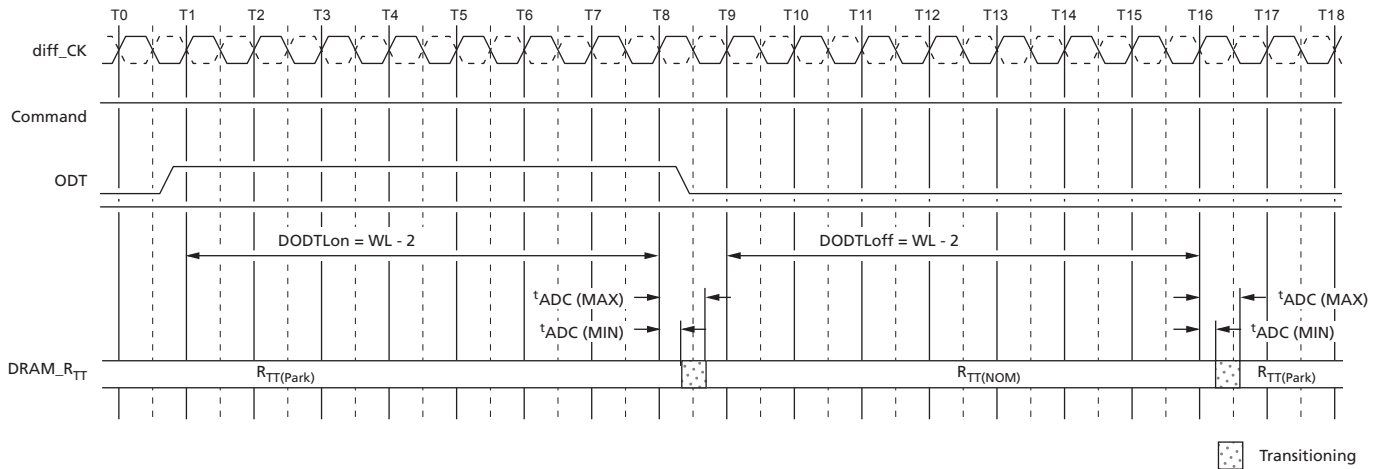 T0 T1 T2 T3 T4 T5 T6 T7 T8 T9 T10 T11 T12 T13 T14 T15 T16 T17 T18
diff_CK
Command
ODT
DODTLon = WL - 2 DODTLoff = WL - 2
tADC (MAX) tADC (MAX)
tADC (MIN) tADC (MIN)
DRAM_RTT RTT(Park) RTT(NOM) RTT(Park)
Transitioning